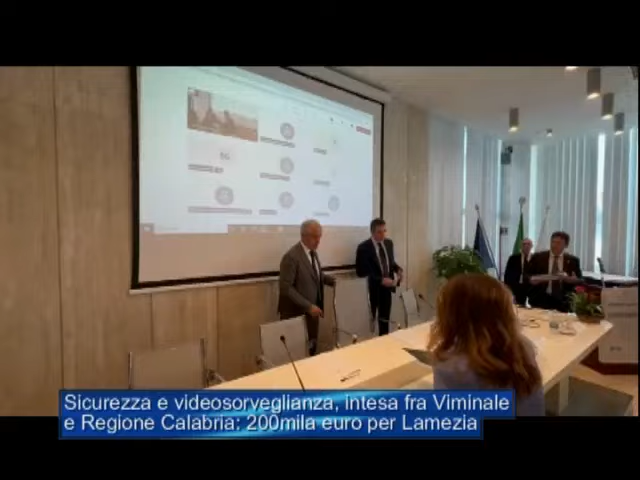 Sicurezza e videosorveglianza, intesa fra Viminale
e Regione Calabria: 200mila euro per Lamezia